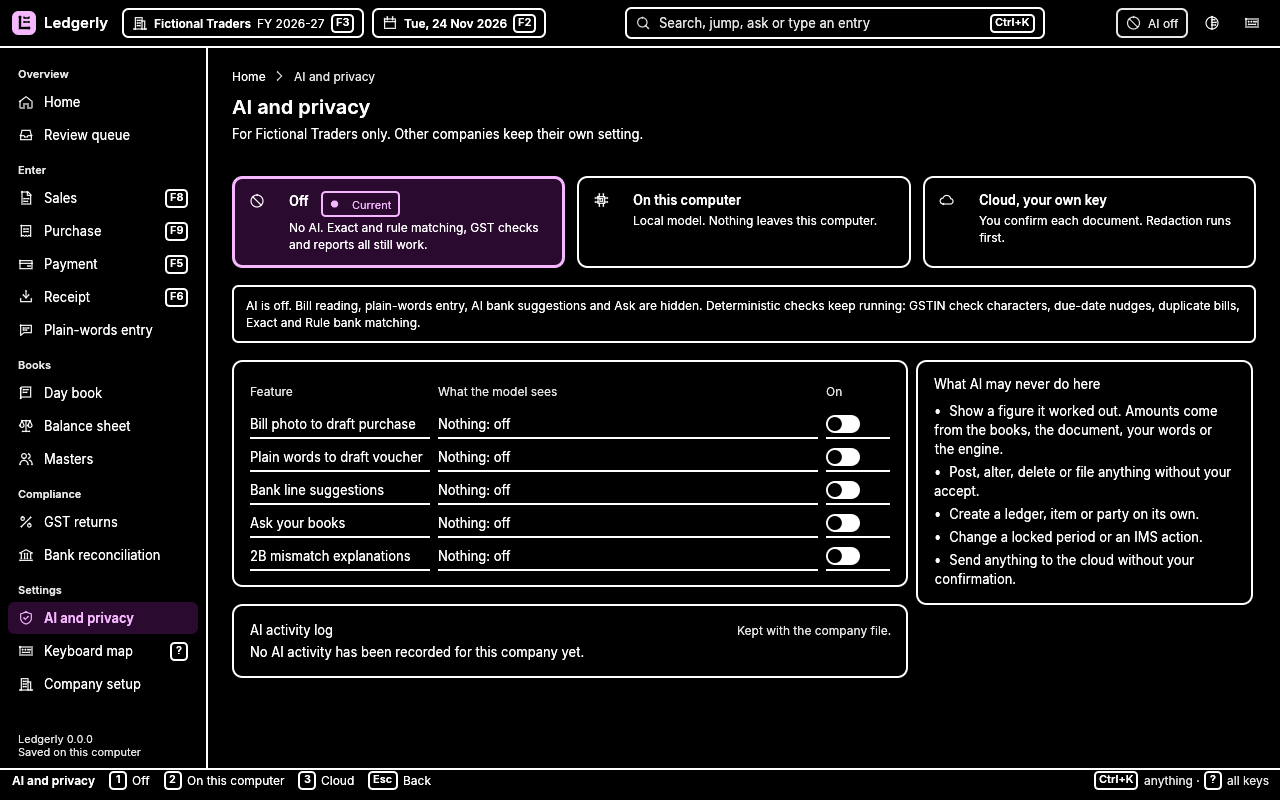 Ledgerly
Fictional Traders FY 2026-27 F3
Tue, 24 Nov 2026 F2
Search, jump, ask or type an entry Ctrl+K
AI off
Overview
Home
Review queue
Enter
Sales F8
Purchase F9
Payment F5
Receipt F6
Plain-words entry
Books
Day book
Balance sheet
Masters
Compliance
GST returns
Bank reconciliation
Settings
AI and privacy
Keyboard map ?
Company setup
Ledgerly 0.0.0
Saved on this computer
Home > AI and privacy
AI and privacy
For Fictional Traders only. Other companies keep their own setting.
Off • Current
No AI. Exact and rule matching, GST checks
and reports all still work.
On this computer
Local model. Nothing leaves this computer.
Cloud, your own key
You confirm each document. Redaction runs
first.
AI is off. Bill reading, plain-words entry, AI bank suggestions and Ask are hidden. Deterministic checks keep running: GSTIN check characters, due-date nudges, duplicate bills,
Exact and Rule bank matching.
Feature What the model sees On
Bill photo to draft purchase Nothing: off
Plain words to draft voucher Nothing: off
Bank line suggestions Nothing: off
Ask your books Nothing: off
2B mismatch explanations Nothing: off
What AI may never do here
• Show a figure it worked out. Amounts come
from the books, the document, your words or
the engine.
• Post, alter, delete or file anything without your
accept.
• Create a ledger, item or party on its own.
• Change a locked period or an IMS action.
• Send anything to the cloud without your
confirmation.
AI activity log Kept with the company file.
No AI activity has been recorded for this company yet.
AI and privacy 1 Off 2 On this computer 3 Cloud Esc Back
Ctrl+K anything · ? all keys